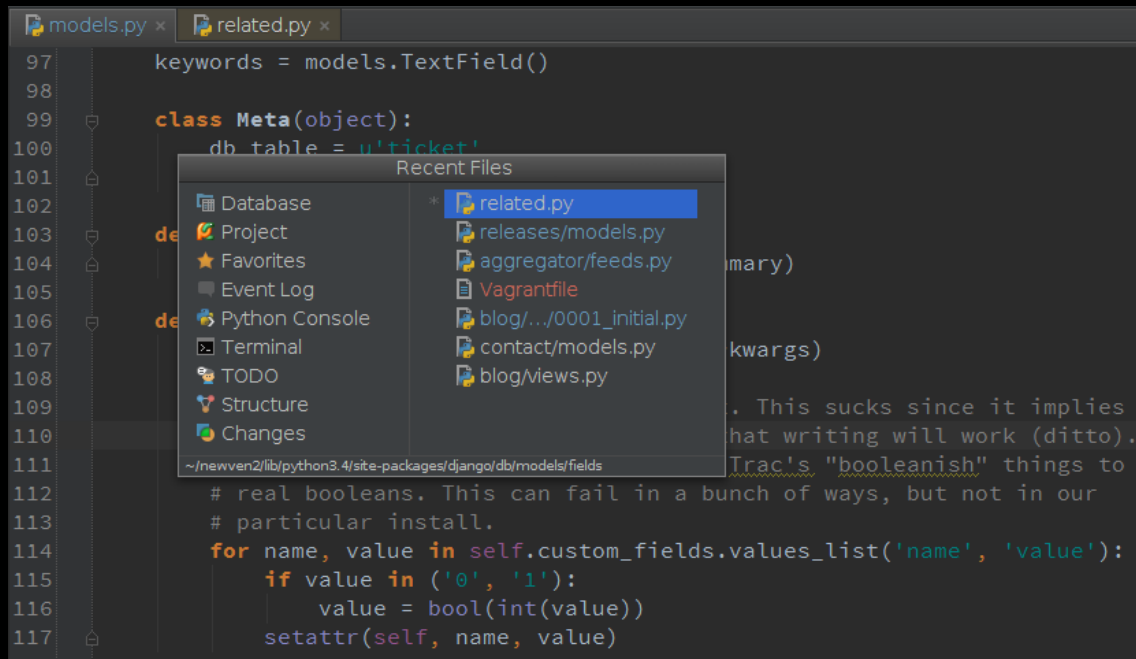 models.py × related.py ×
97 keywords = models.TextField()
98
99 class Meta(object):
100 db_table = u'ticket'
101
102
103 de
104 mmary)
105
106 de
107 kwargs)
108
109 . This sucks since it implies
110 hat writing will work (ditto).
111 Trac's "booleanish" things to
112 # real booleans. This can fail in a bunch of ways, but not in our
113 # particular install.
114 for name, value in self.custom_fields.values_list('name', 'value'):
115 if value in ('0', '1'):
116 value = bool(int(value))
117 setattr(self, name, value)
Recent Files
Database
Project
Favorites
Event Log
Python Console
Terminal
TODO
Structure
Changes
* related.py
releases/models.py
aggregator/feeds.py
Vagrantfile
blog/.../0001_initial.py
contact/models.py
blog/views.py
~/newven2/lib/python3.4/site-packages/django/db/models/fields